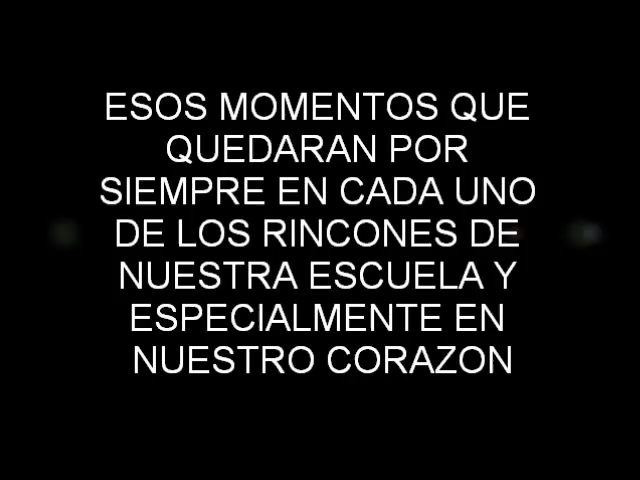 ESOS MOMENTOS QUE
QUEDARAN POR
SIEMPRE EN CADA UNO
DE LOS RINCONES DE
NUESTRA ESCUELA Y
ESPECIALMENTE EN
NUESTRO CORAZON